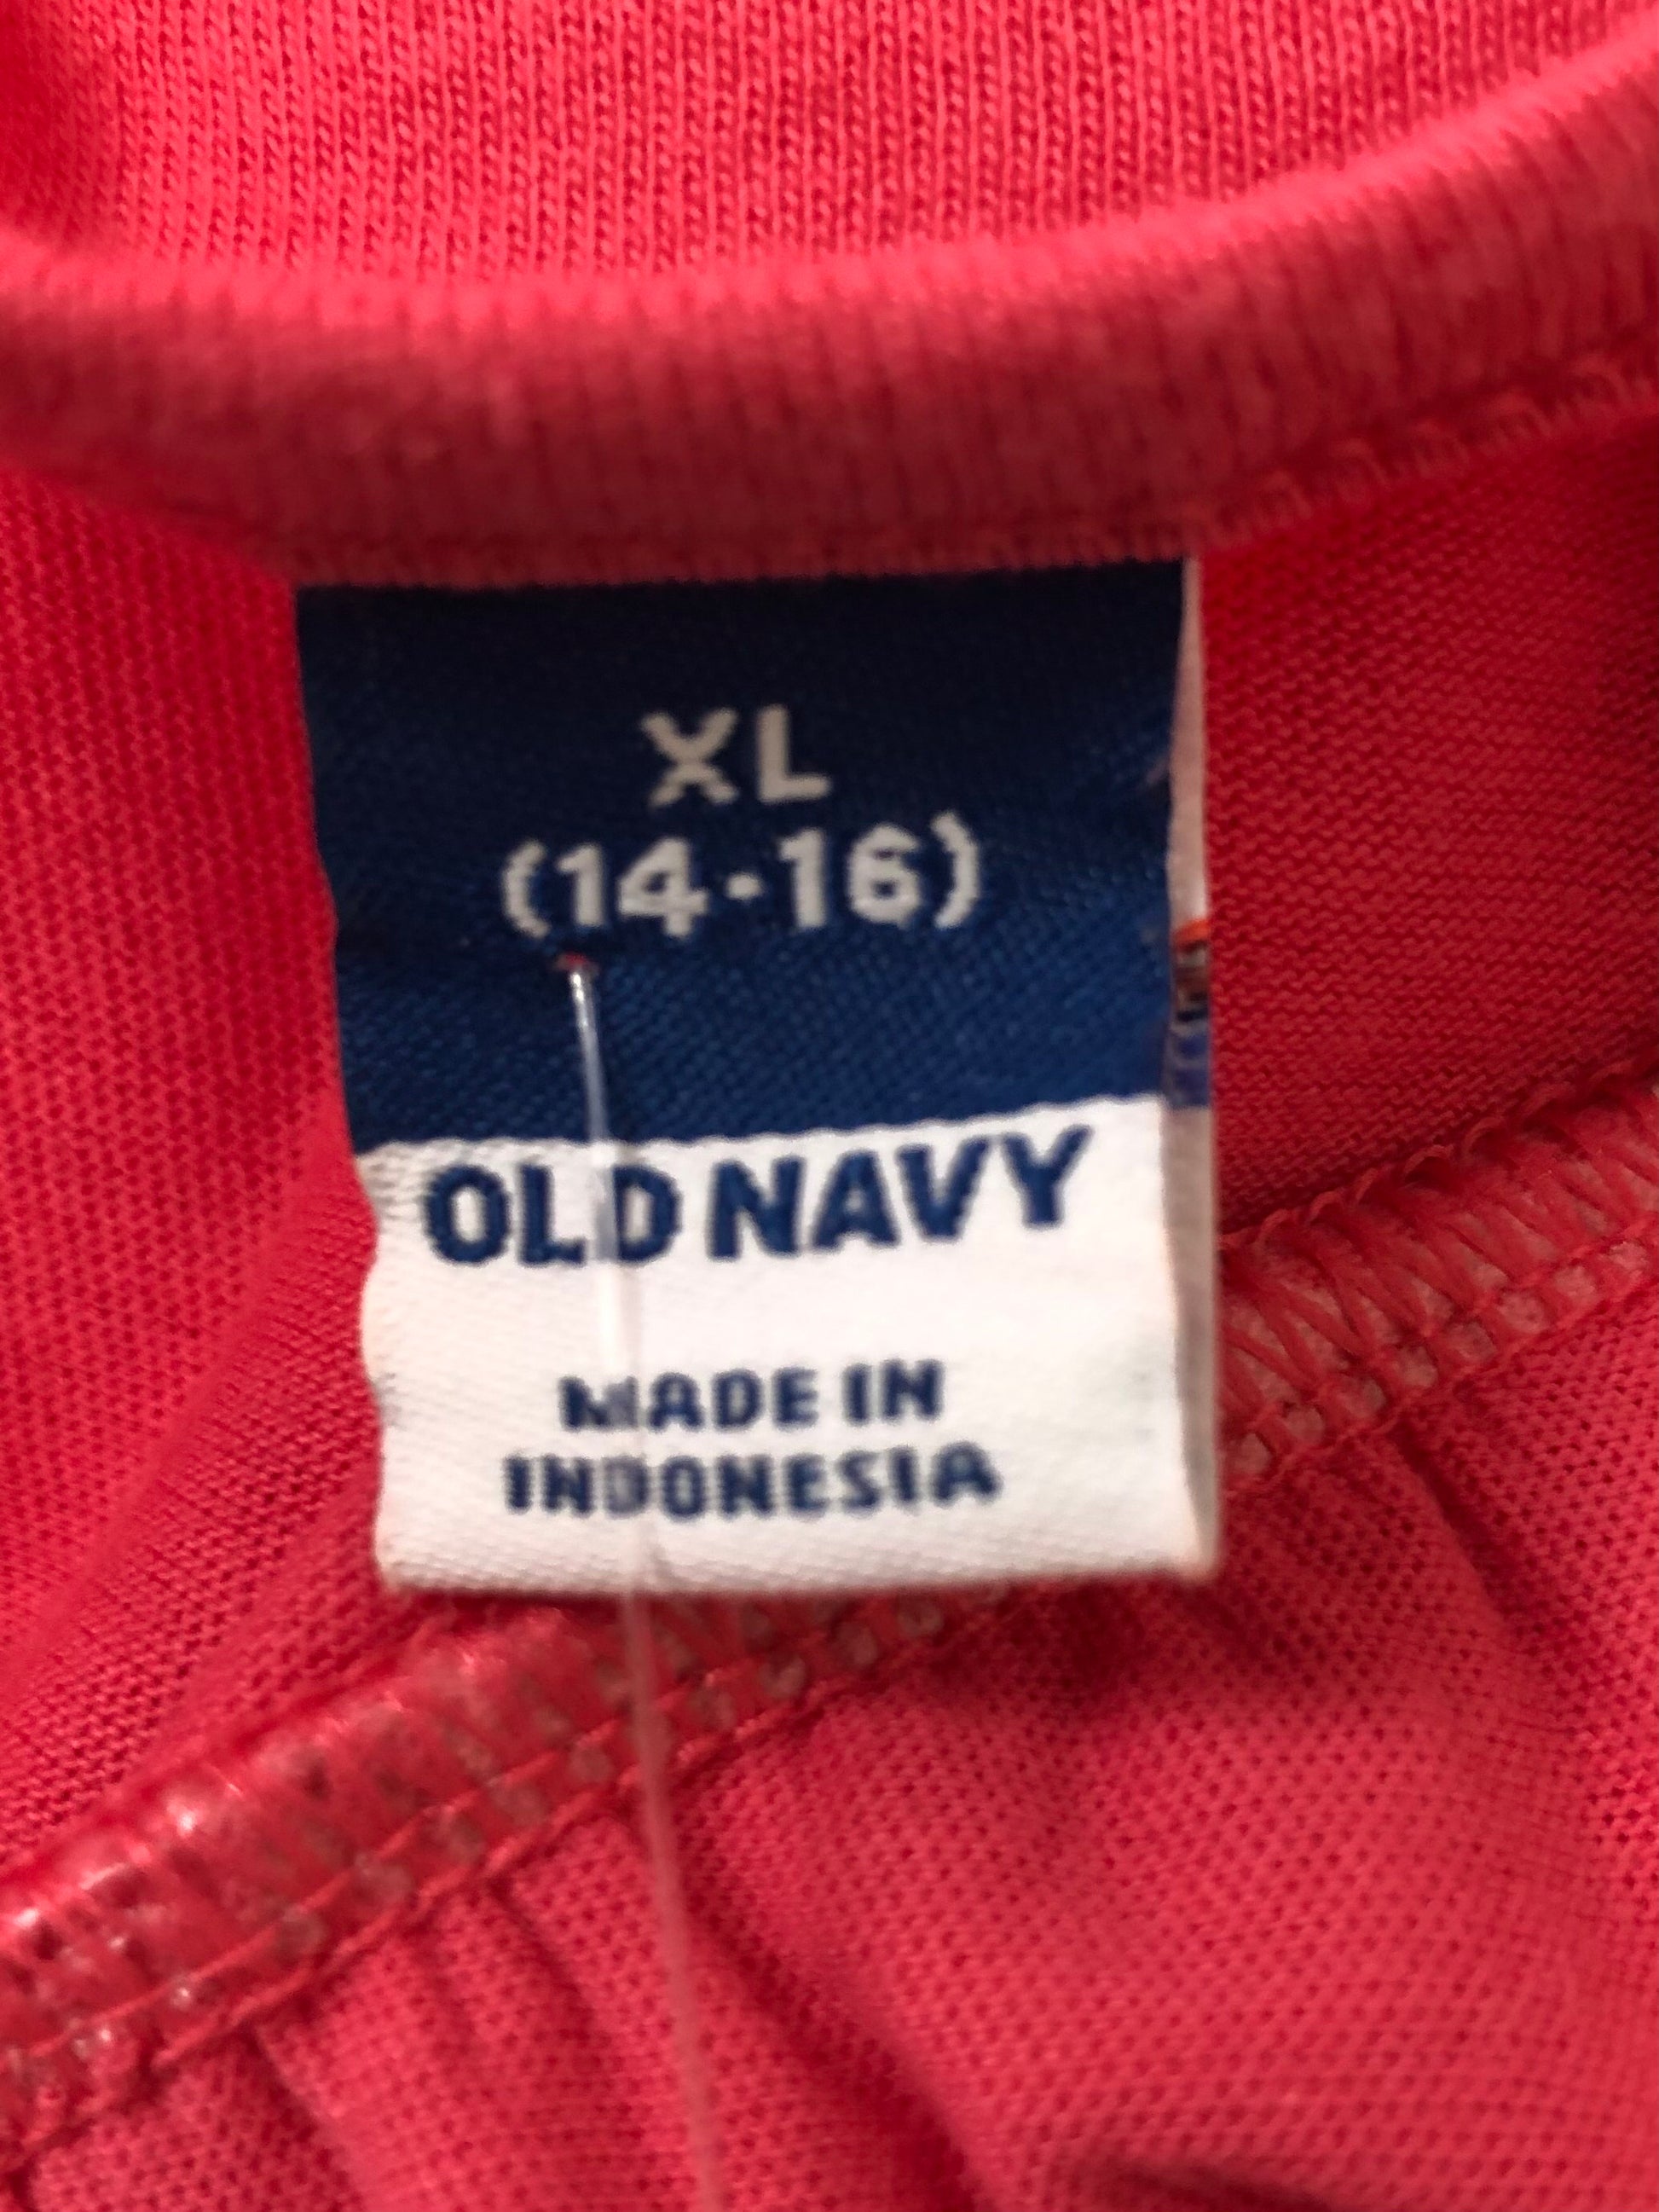 XL
(14-16)
OLD NAVY
MADE IN
INDONESIA